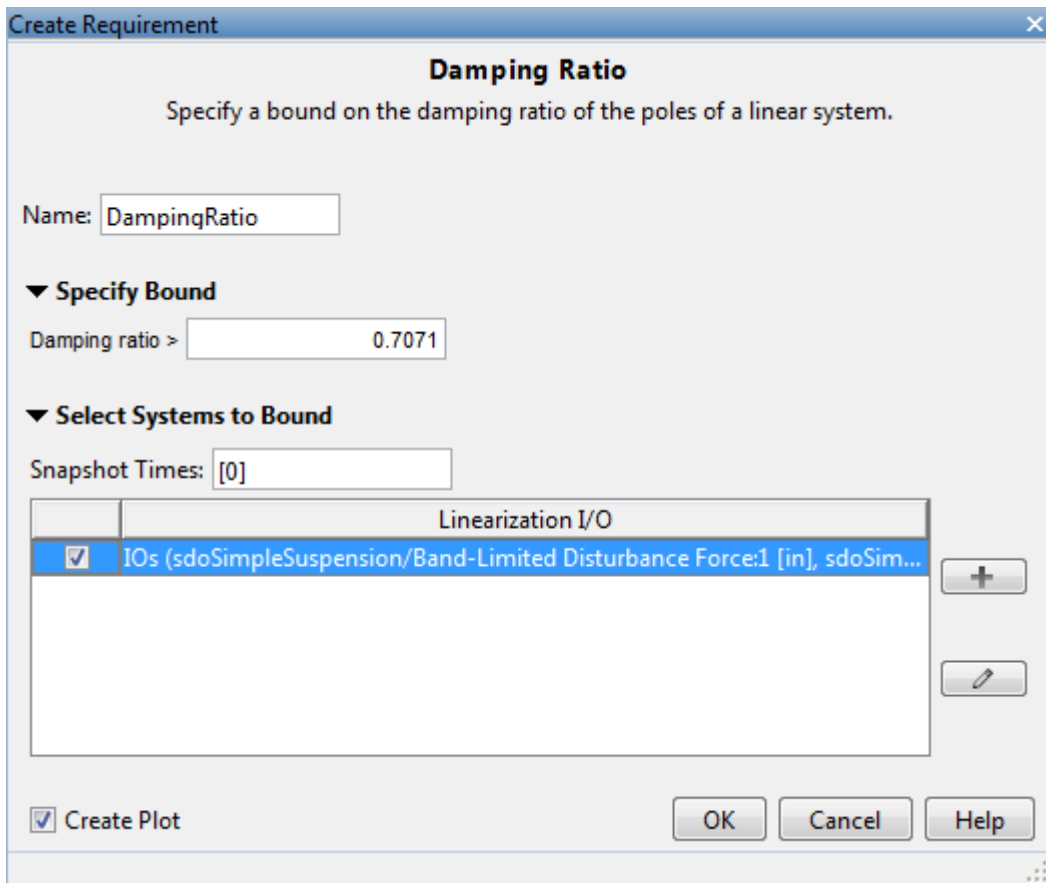 Create Requirement
Damping Ratio
Specify a bound on the damping ratio of the poles of a linear system.
Name: DampingRatio
Specify Bound
Damping ratio > 0.7071
Select Systems to Bound
Snapshot Times: [0]
Linearization I/O
IOs (sdoSimpleSuspension/Band-Limited Disturbance Force:1 [in], sdoSim...
Create Plot OK Cancel Help